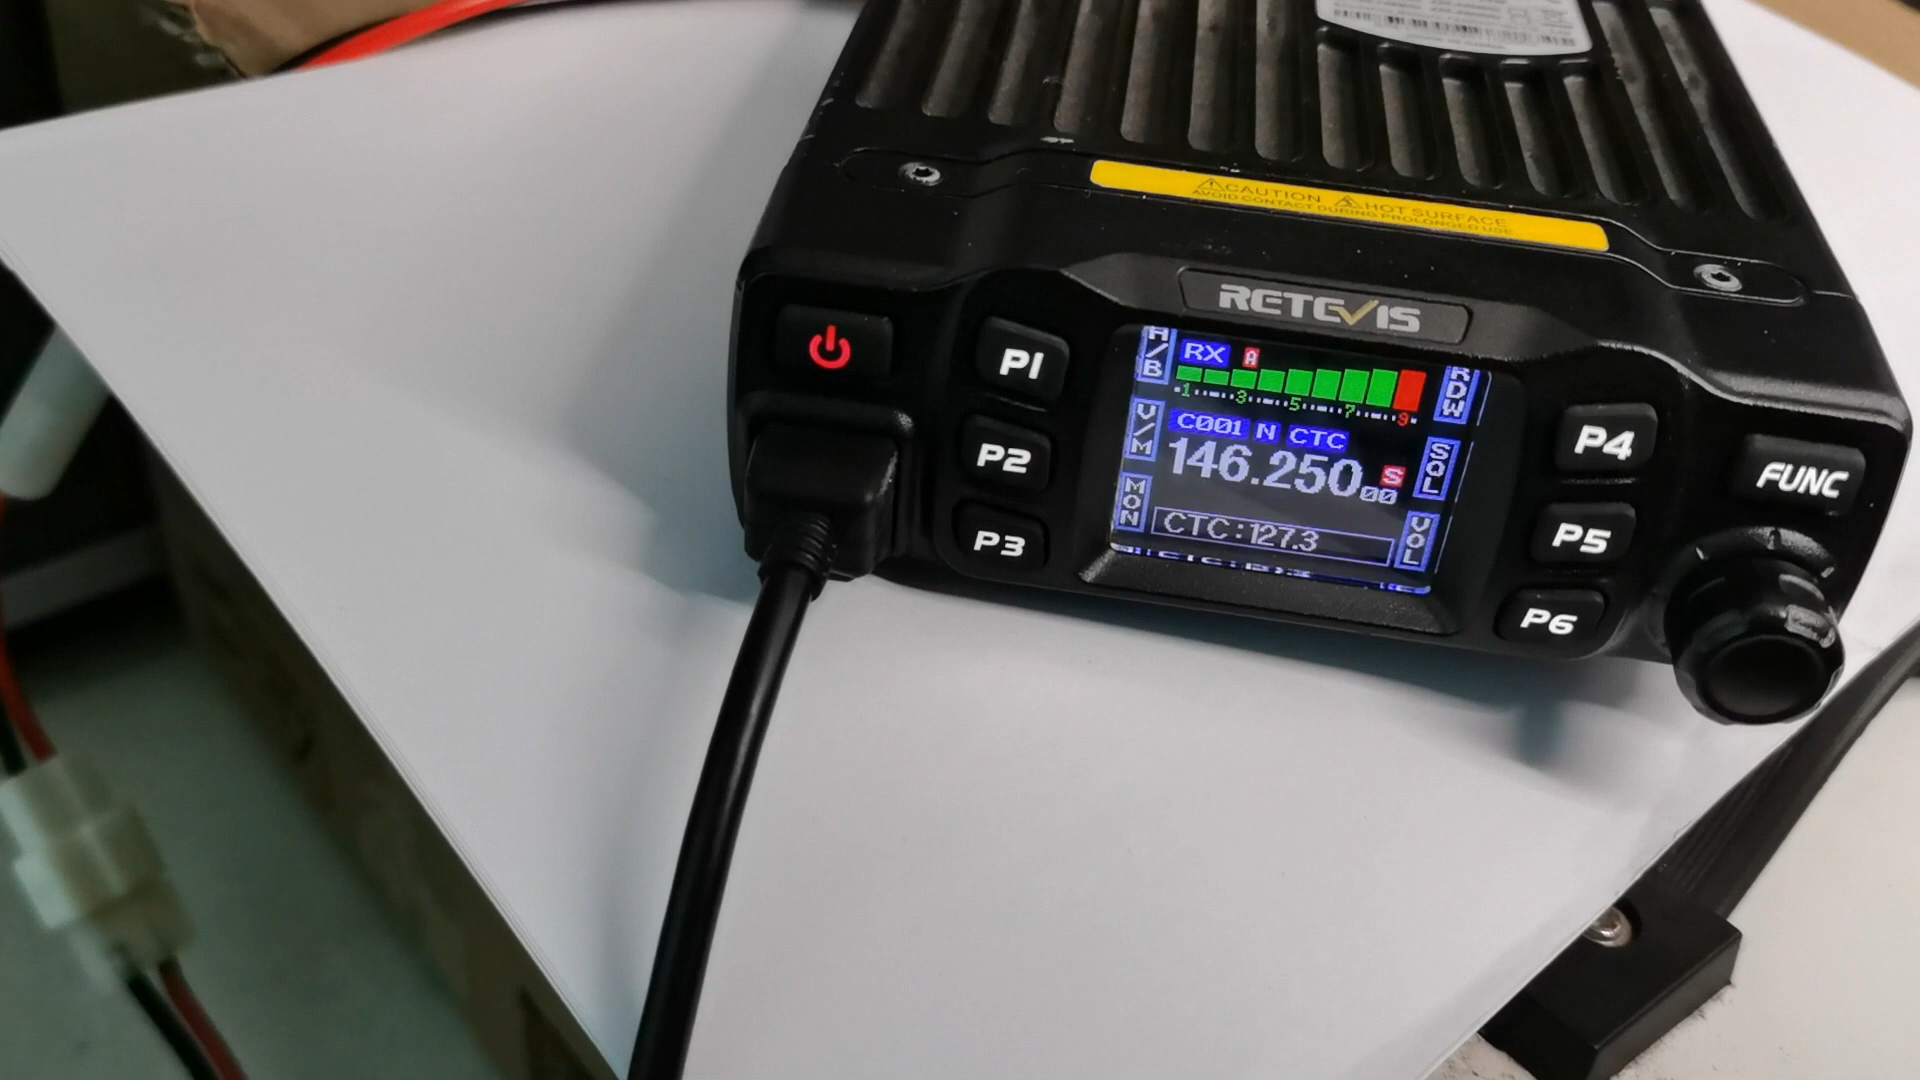 CAUTION HOT SURFACE
AVOID CONTACT DURING PROLONGED USE
RETEVIS
P1
P2
P3
A/B
V/M
MON
RX A
1 3 5 7 9
C001 N CTC
146.250 00 S
CTC:127.3
RDW
SQL
VOL
P4
P5
P6
FUNC